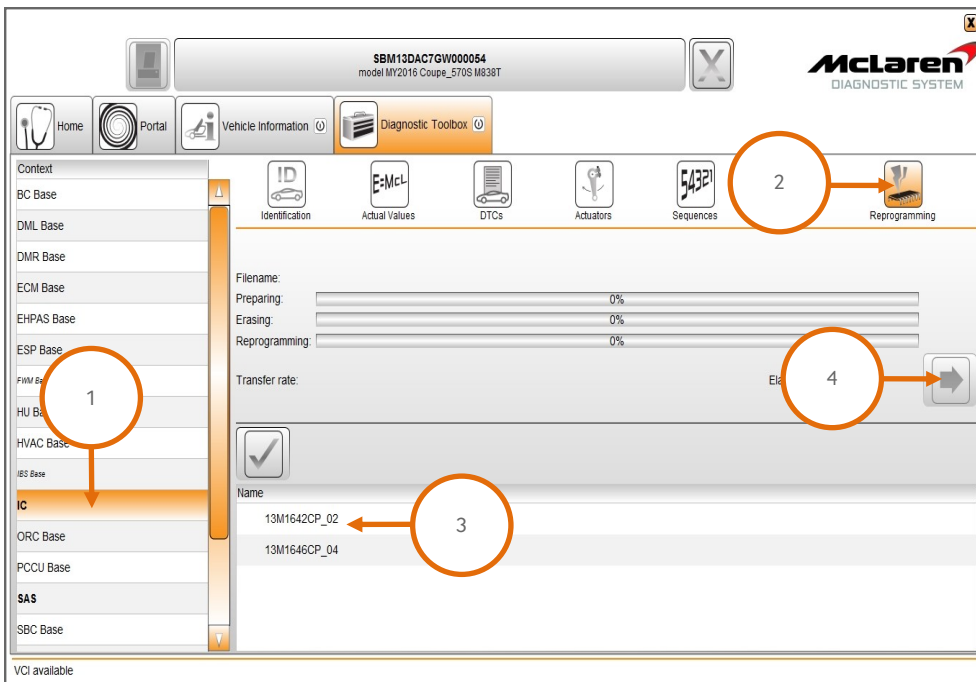 X
SBM13DAC7GW000054
model MY2016 Coupe_570S M838T
McLaren
DIAGNOSTIC SYSTEM
Home
Portal
Vehicle Information
Diagnostic Toolbox
Context
BC Base
DML Base
DMR Base
ECM Base
EHPAS Base
ESP Base
HU Ba
HVAC Base
IBS Base
IC
ORC Base
PCCU Base
SAS
SBC Base
ID
E:McL
54321
Identification
Actual Values
DTCs
Actuators
Sequences
Reprogramming
Filename:
Preparing: 0%
Erasing: 0%
Reprogramming: 0%
Transfer rate:
Ela
Name
13M1642CP_02
13M1646CP_04
1
2
3
4
VCI available